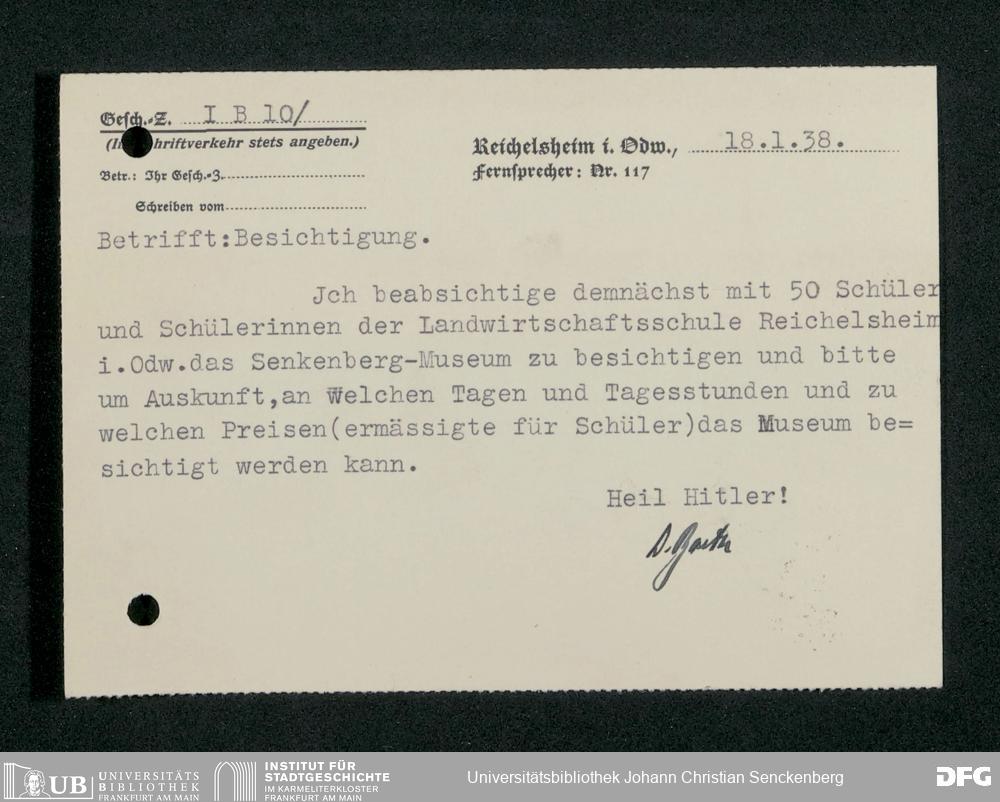 Gesch.-Z. I B 10/
(I hriftverkehr stets angeben.)
Betr.: Ihr Gesch.-Z.
Schreiben vom
Reichelsheim i. Odw., 18.1.38.
Fernsprecher: Nr. 117
Betrifft:Besichtigung.
Jch beabsichtige demnächst mit 50 Schüler
und Schülerinnen der Landwirtschaftsschule Reichelsheim
i.Odw.das Senkenberg-Museum zu besichtigen und bitte
um Auskunft,an Welchen Tagen und Tagesstunden und zu
welchen Preisen(ermässigte für Schüler)das Museum be=
sichtigt werden kann.
Heil Hitler!
UB UNIVERSITÄTS
BIBLIOTHEK
FRANKFURT AM MAIN
INSTITUT FÜR
STADTGESCHICHTE
IM KARMELITERKLOSTER
FRANKFURT AM MAIN
Universitätsbibliothek Johann Christian Senckenberg
DFG